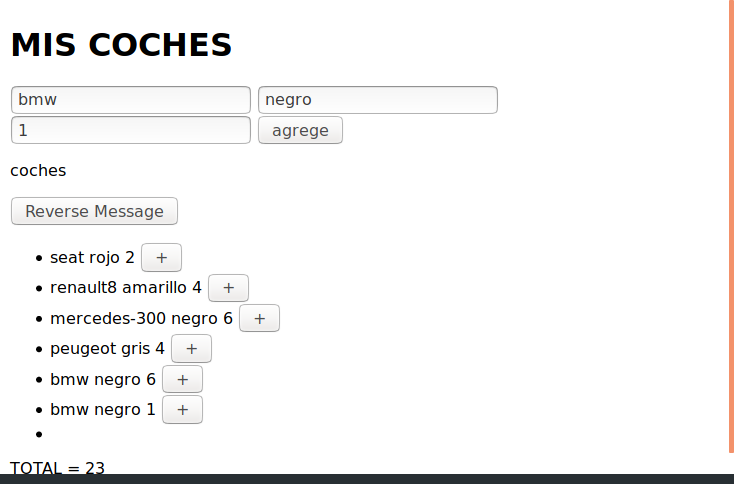 MIS COCHES
bmw negro
1 agrege
coches
Reverse Message
seat rojo 2 +
renault8 amarillo 4 +
mercedes-300 negro 6 +
peugeot gris 4 +
bmw negro 6 +
bmw negro 1 +
TOTAL = 23